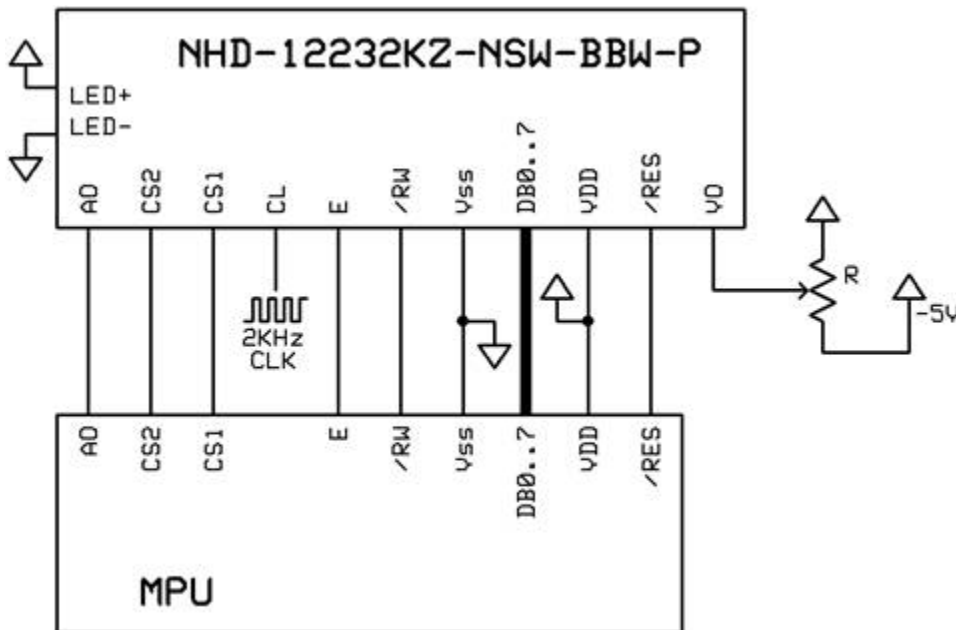 NHD-12232KZ-NSW-BBW-P
LED+
LED-
A0 CS2 CS1 CL E /RW Vss DB0..7 VDD /RES VO
R
-5V
2KHz
CLK
A0 CS2 CS1 E /RW Vss DB0..7 VDD /RES
MPU